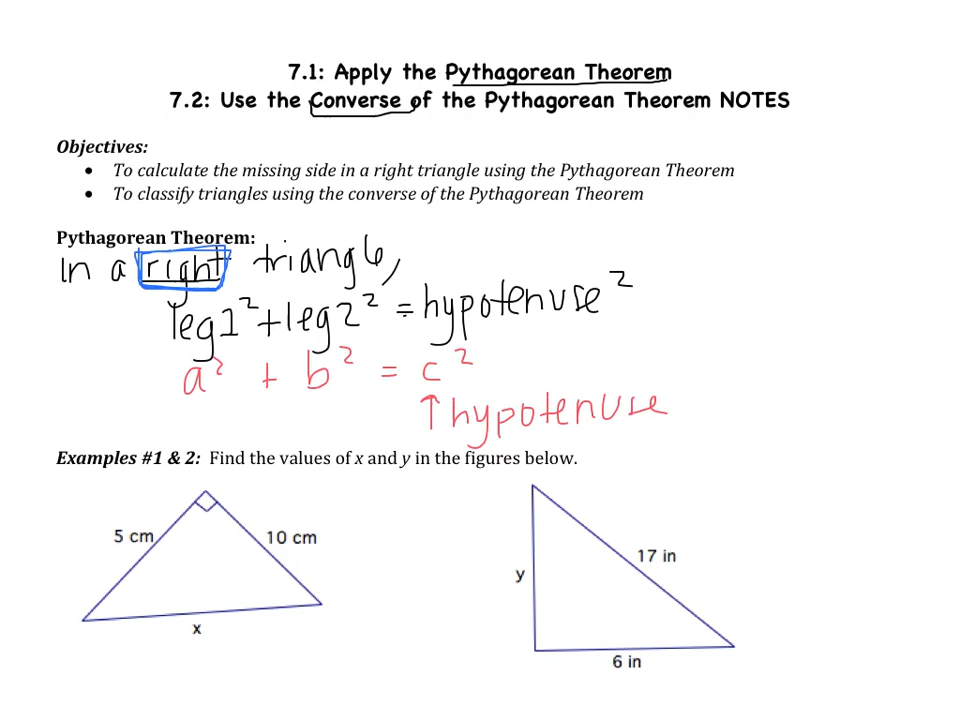 7.1: Apply the Pythagorean Theorem
7.2: Use the Converse of the Pythagorean Theorem NOTES
Objectives:
• To calculate the missing side in a right triangle using the Pythagorean Theorem
• To classify triangles using the converse of the Pythagorean Theorem
Pythagorean Theorem:
In a right triangle,
leg1² + leg2² = hypotenuse²
a² + b² = c²
↑ hypotenuse
Examples #1 & 2: Find the values of x and y in the figures below.
5 cm
10 cm
x
17 in
y
6 in